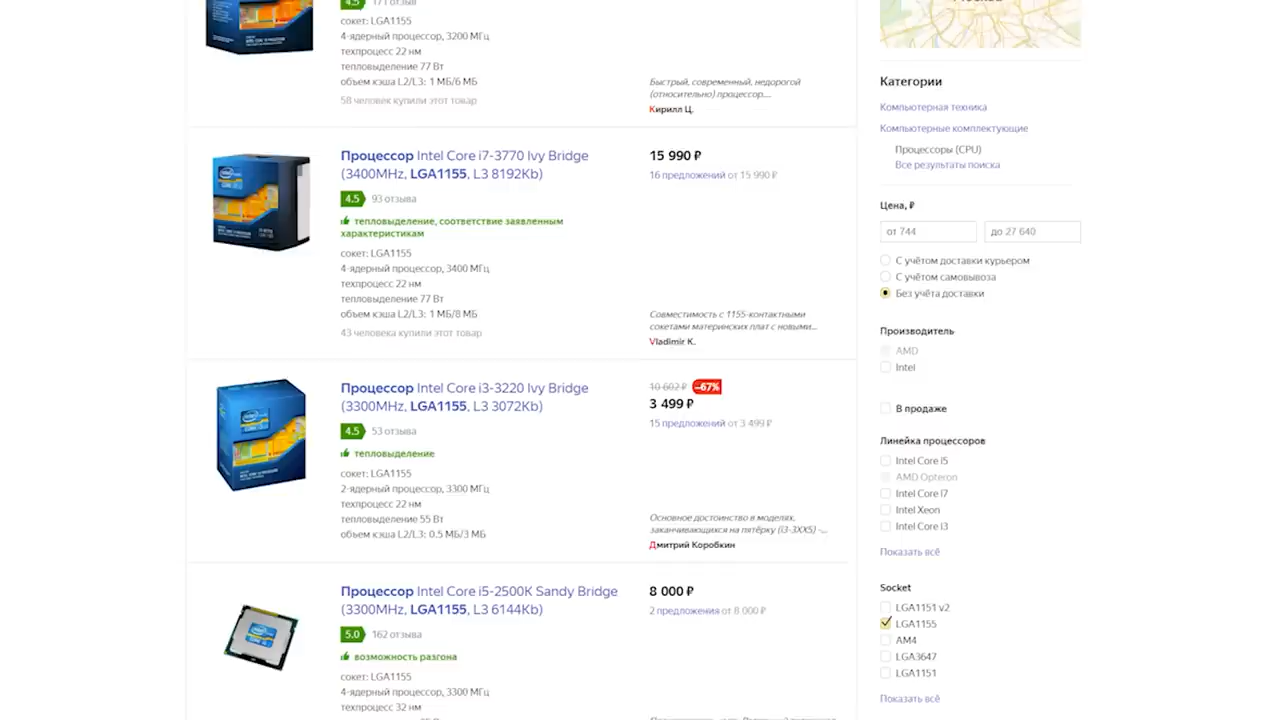 4.5 171 отзыв
сокет: LGA1155
4-ядерный процессор, 3200 МГц
техпроцесс 22 нм
тепловыделение 77 Вт
объем кэша L2/L3: 1 МБ/6 МБ
58 человек купили этот товар
Быстрый, современный, недорогой
(относительно) процессор....
Кирилл Ц.
Процессор Intel Core i7-3770 Ivy Bridge
(3400MHz, LGA1155, L3 8192Kb)
4.5 93 отзыва
тепловыделение, соответствие заявленным
характеристикам
сокет: LGA1155
4-ядерный процессор, 3400 МГц
техпроцесс 22 нм
тепловыделение 77 Вт
объем кэша L2/L3: 1 МБ/8 МБ
43 человека купили этот товар
15 990 ₽
16 предложений от 15 990 ₽
Совместимость с 1155-контактными
сокетами материнских плат с новыми...
Vladimir K.
Процессор Intel Core i3-3220 Ivy Bridge
(3300MHz, LGA1155, L3 3072Kb)
4.5 53 отзыва
тепловыделение
сокет: LGA1155
2-ядерный процессор, 3300 МГц
техпроцесс 22 нм
тепловыделение 55 Вт
объем кэша L2/L3: 0.5 МБ/3 МБ
10 602 ₽ –67%
3 499 ₽
15 предложений от 3 499 ₽
Основное достоинство в моделях,
заканчивающихся на пятёрку (i3-3XX5) -...
Дмитрий Коробкин
Процессор Intel Core i5-2500K Sandy Bridge
(3300MHz, LGA1155, L3 6144Kb)
5.0 162 отзыва
возможность разгона
сокет: LGA1155
4-ядерный процессор, 3300 МГц
техпроцесс 32 нм
8 000 ₽
2 предложения от 8 000 ₽
Москва
Категории
Компьютерная техника
Компьютерные комплектующие
Процессоры (CPU)
Все результаты поиска
Цена, ₽
от 744 до 27 640
С учётом доставки курьером
С учётом самовывоза
Без учёта доставки
Производитель
AMD
Intel
В продаже
Линейка процессоров
Intel Core i5
AMD Opteron
Intel Core i7
Intel Xeon
Intel Core i3
Показать всё
Socket
LGA1151 v2
LGA1155
AM4
LGA3647
LGA1151
Показать всё